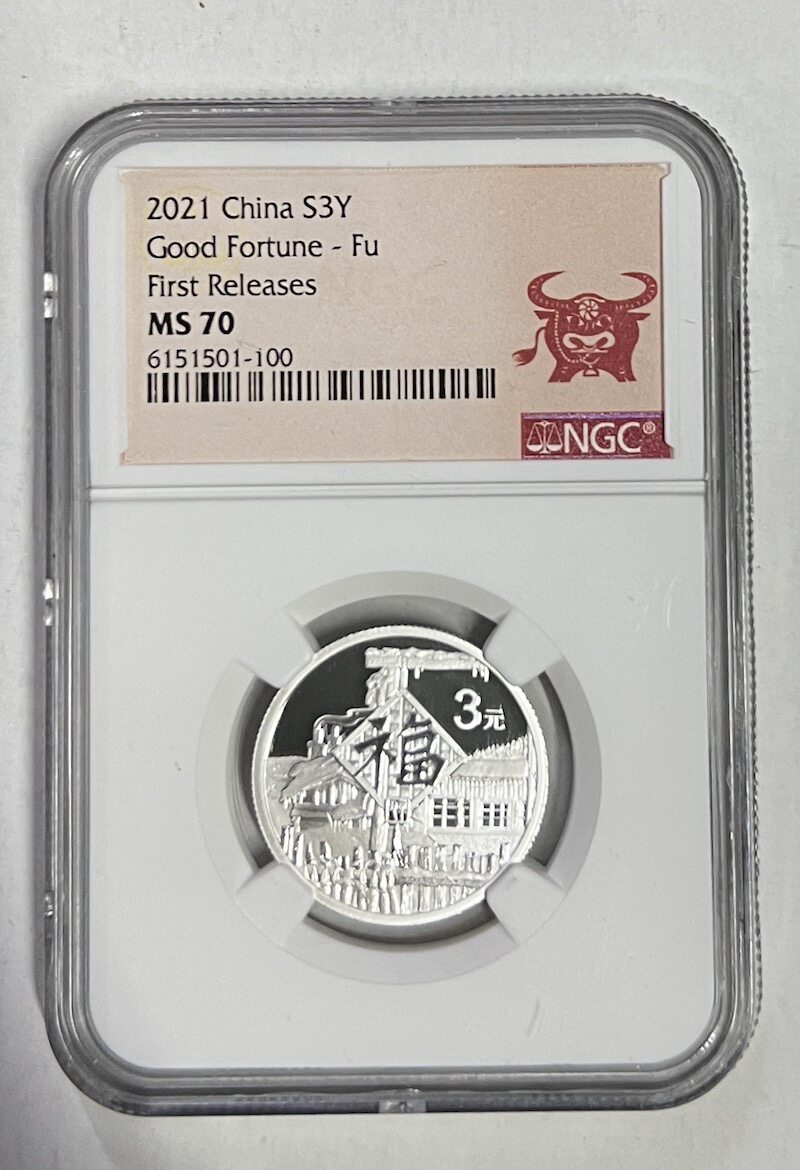 2021 China S3Y
Good Fortune - Fu
First Releases
MS 70
6151501-100
NGC®
3元
福